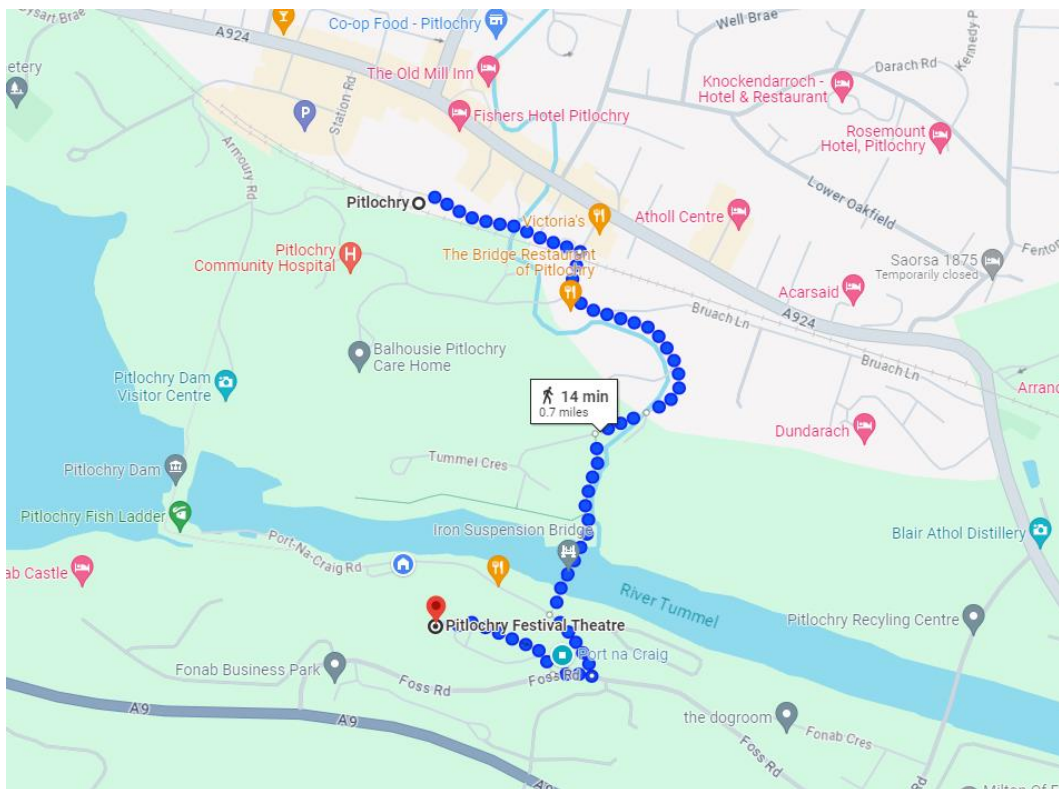 A924
Co-op Food - Pitlochry
Well Brae
Darach Rd
The Old Mill Inn
Knockendarroch -
Hotel & Restaurant
Station Rd
Fishers Hotel Pitlochry
Rosemount
Hotel, Pitlochry
Armoury Rd
P
Pitlochry
Lower Oakfield
Victoria's
Atholl Centre
Pitlochry
Community Hospital
H
The Bridge Restaurant
of Pitlochry
Saorsa 1875
Temporarily closed
Acarsaid
A924
Bruach Ln
Balhousie Pitlochry
Care Home
Bruach Ln
Pitlochry Dam
Visitor Centre
14 min
0.7 miles
Dundarach
Tummel Cres
Pitlochry Dam
Pitlochry Fish Ladder
Iron Suspension Bridge
Blair Athol Distillery
Port-Na-Craig Rd
River Tummel
Pitlochry Recyling Centre
Pitlochry Festival Theatre
Port na Craig
Fonab Business Park
Foss Rd
Foss Rd
A9
A9
the dogroom
Fonab Cres
Foss Rd
A9